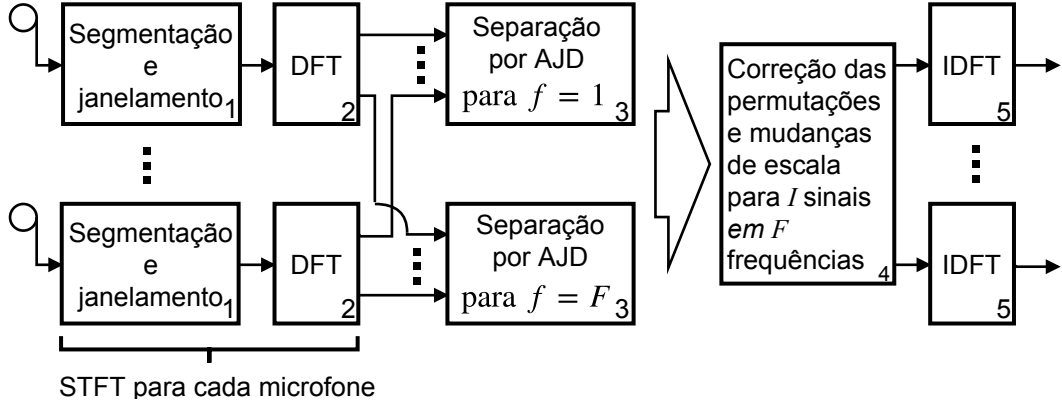 Segmentação
e
janelamento 1
DFT
2
Separação
por AJD
para f = 1
3
Correção das
permutações
e mudanças
de escala
para I sinais
em F
frequências 4
IDFT
5
Segmentação
e
janelamento 1
DFT
2
Separação
por AJD
para f = F
3
IDFT
5
STFT para cada microfone